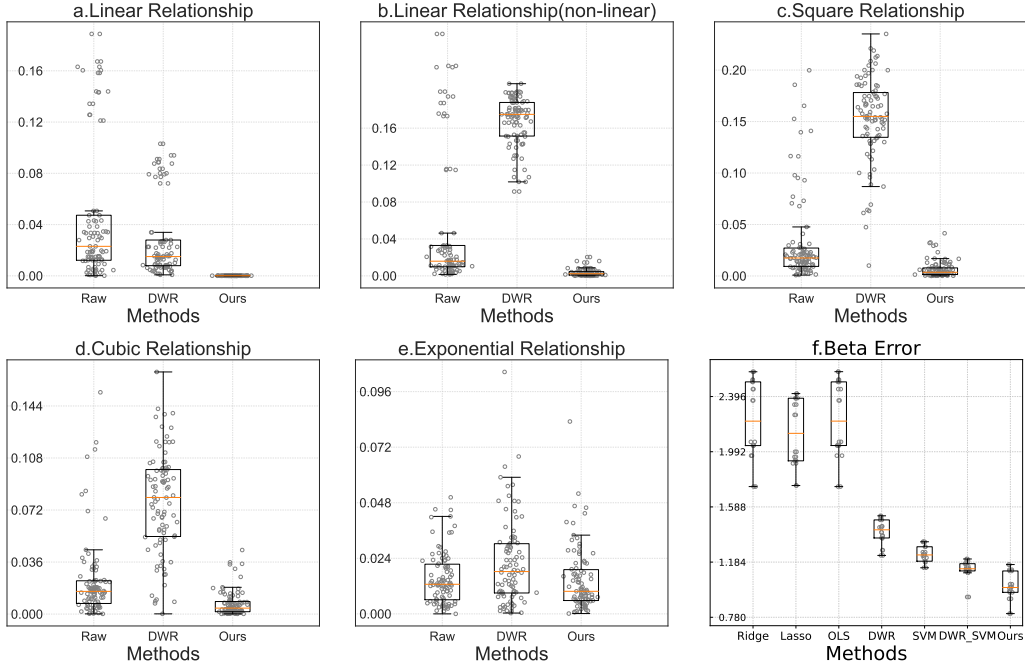 a.Linear Relationship
0.16
0.12
0.08
0.04
0.00
Raw DWR Ours
Methods
b.Linear Relationship(non-linear)
0.16
0.12
0.08
0.04
0.00
Raw DWR Ours
Methods
c.Square Relationship
0.20
0.15
0.10
0.05
0.00
Raw DWR Ours
Methods
d.Cubic Relationship
0.144
0.108
0.072
0.036
0.000
Raw DWR Ours
Methods
e.Exponential Relationship
0.096
0.072
0.048
0.024
0.000
Raw DWR Ours
Methods
f.Beta Error
2.396
1.992
1.588
1.184
0.780
Ridge Lasso OLS DWR SVM DWR_SVM Ours
Methods